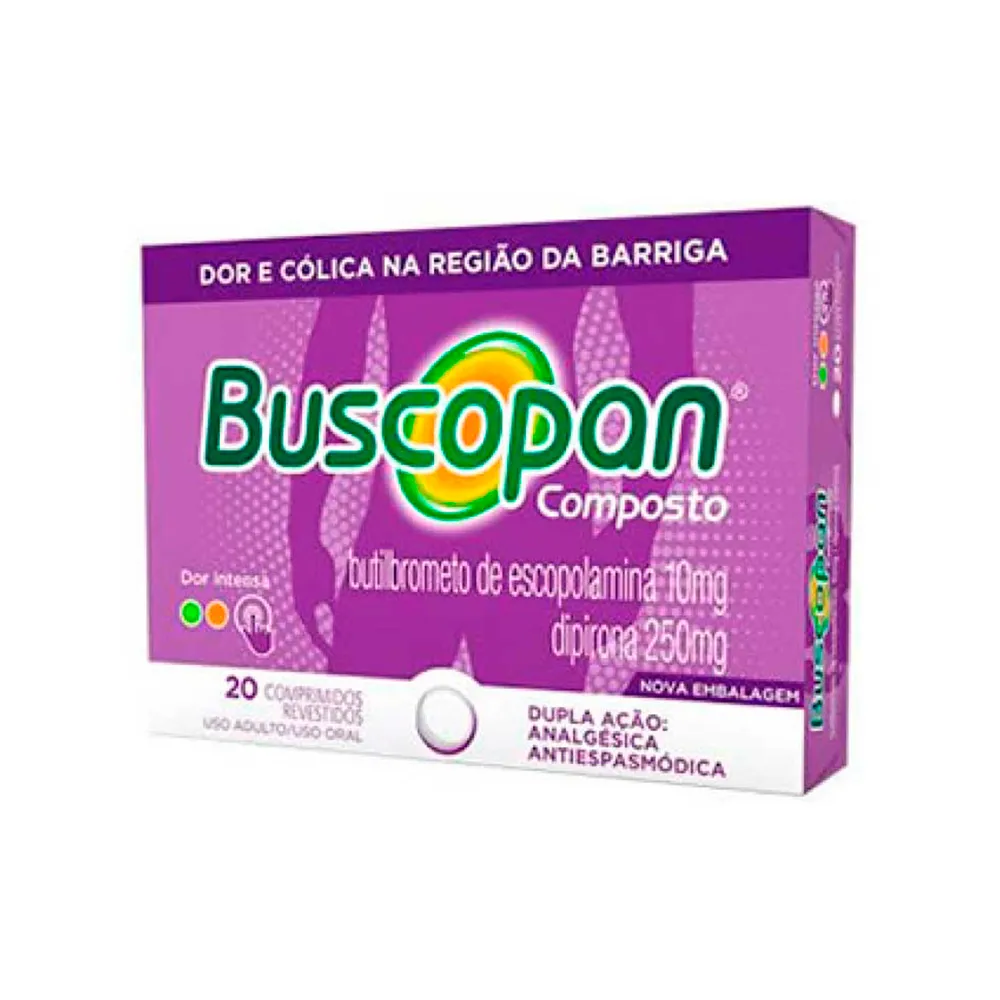 DOR E CÓLICA NA REGIÃO DA BARRIGA
Buscopan®
Composto
butilbrometo de escopolamina 10mg
dipirona 250mg
Dor Intensa
NOVA EMBALAGEM
20 COMPRIMIDOS
REVESTIDOS
USO ADULTO/USO ORAL
DUPLA AÇÃO:
ANALGÉSICA
ANTIESPASMÓDICA
Buscopan